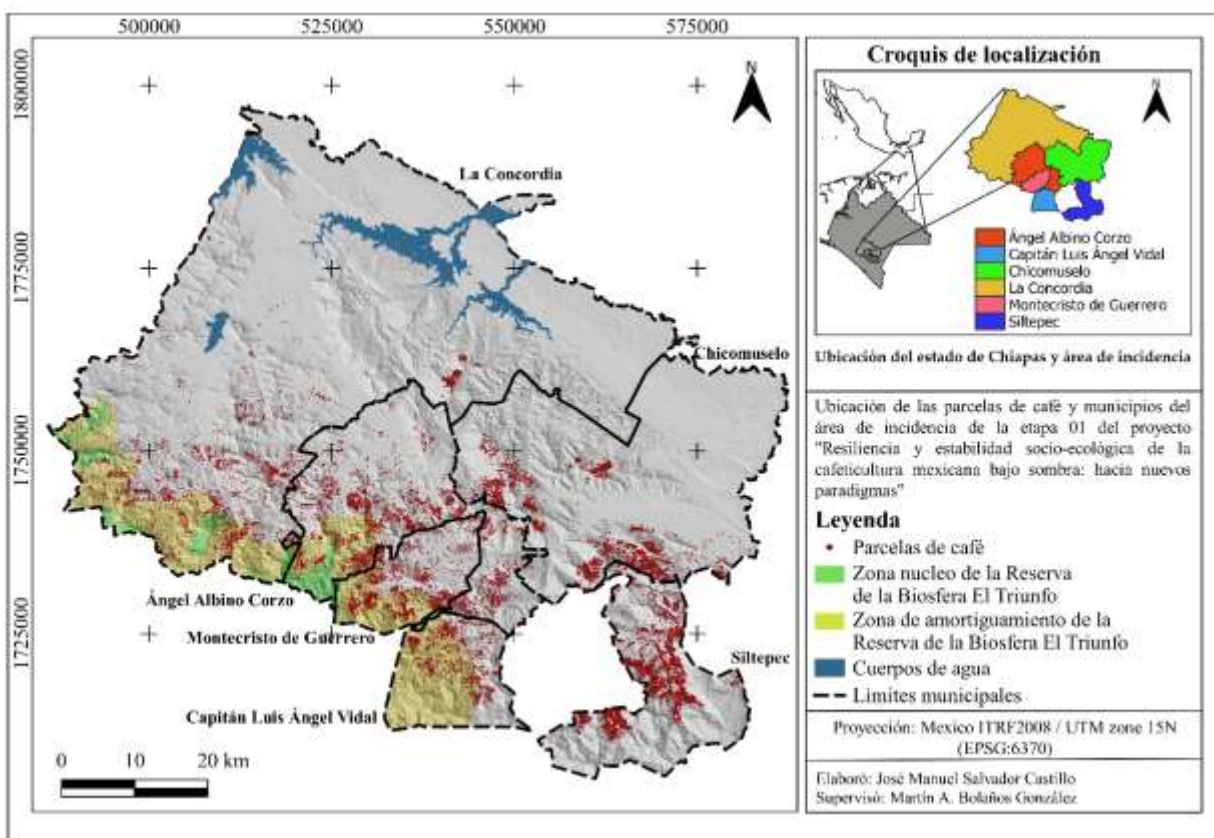 500000
525000
550000
575000
1800000
1775000
1750000
1725000
N
La Concordia
Chicomuselo
Ángel Albino Corzo
Montecristo de Guerrero
Siltepec
Capitán Luis Ángel Vidal
0 10 20 km
Croquis de localización
N
Ángel Albino Corzo
Capitán Luis Ángel Vidal
Chicomuselo
La Concordia
Montecristo de Guerrero
Siltepec
Ubicación del estado de Chiapas y área de incidencia
Ubicación de las parcelas de café y municipios del
área de incidencia de la etapa 01 del proyecto
"Resiliencia y estabilidad socio-ecológica de la
cafeticultura mexicana bajo sombra: hacia nuevos
paradigmas"
Leyenda
Parcelas de café
Zona nucleo de la Reserva
de la Biosfera El Triunfo
Zona de amortiguamiento de la
Reserva de la Biosfera El Triunfo
Cuerpos de agua
Limites municipales
Proyección: Mexico ITRF2008 / UTM zone 15N
(EPSG:6370)
Elaboró: José Manuel Salvador Castillo
Supervisó: Martín A. Bolaños González